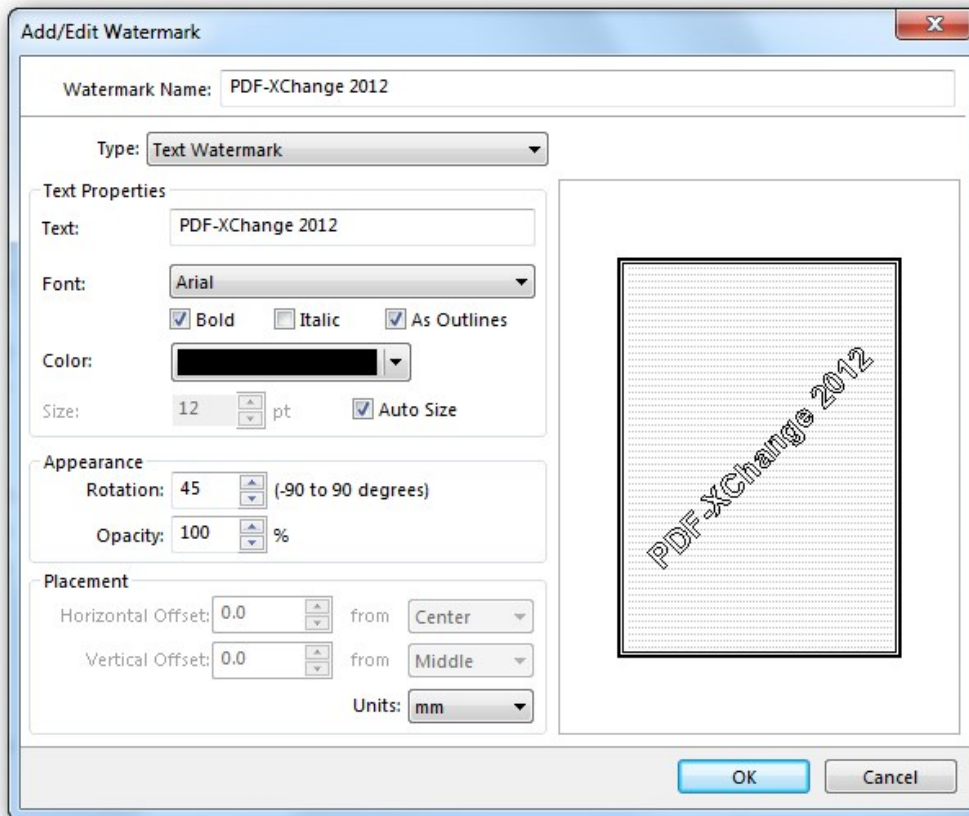 Add/Edit Watermark
Watermark Name: PDF-XChange 2012
Type: Text Watermark
Text Properties
Text: PDF-XChange 2012
Font: Arial
Bold Italic As Outlines
Color:
Size: 12 pt Auto Size
Appearance
Rotation: 45 (-90 to 90 degrees)
Opacity: 100 %
Placement
Horizontal Offset: 0.0 from Center
Vertical Offset: 0.0 from Middle
Units: mm
PDF-XChange 2012
OK Cancel